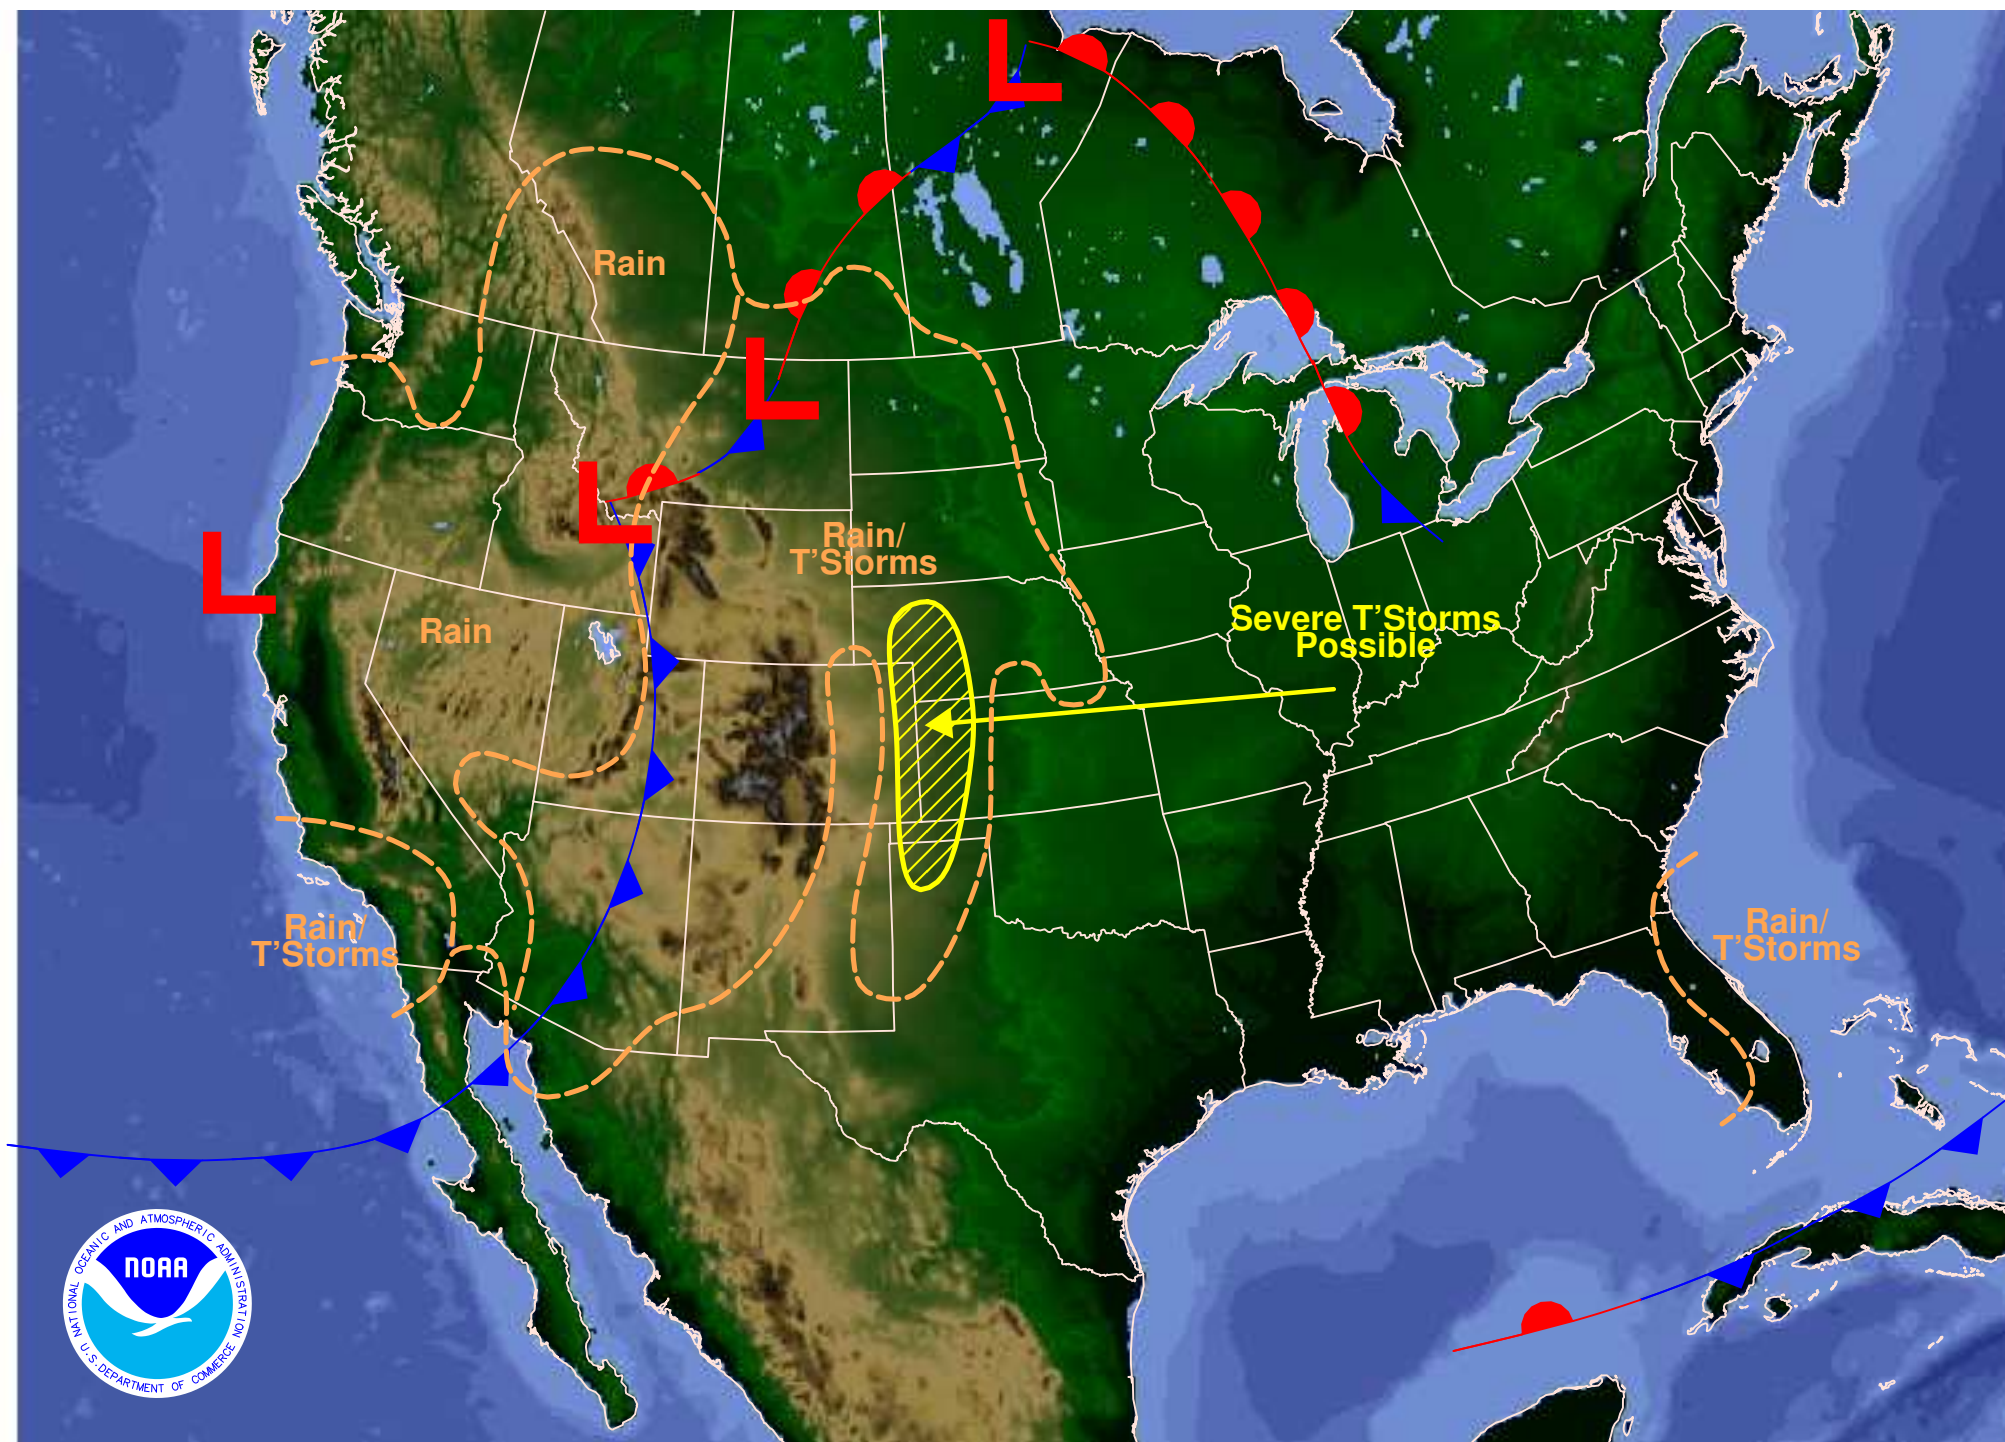 L
L
Rain
L
L
Rain/
T'Storms
L
Rain
Severe T'Storms
Possible
Rain/
T'Storms
Rain/
T'Storms
NATIONAL OCEANIC AND ATMOSPHERIC ADMINISTRATION
NOAA
U.S. DEPARTMENT OF COMMERCE